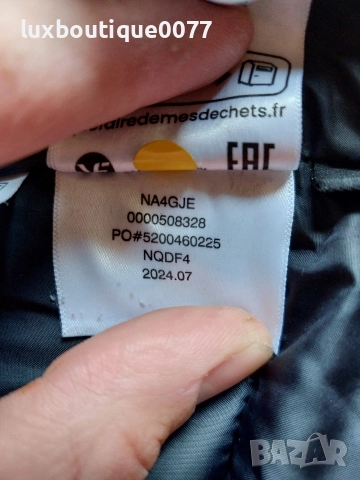 luxboutique0077
airedemesdechets.fr
EAC
NA4GJE
0000508328
PO#5200460225
NQDF4
2024.07
BAZAR